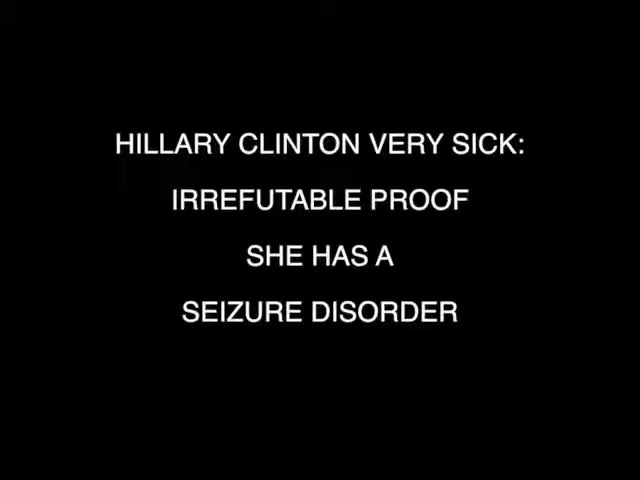 HILLARY CLINTON VERY SICK:
IRREFUTABLE PROOF
SHE HAS A
SEIZURE DISORDER